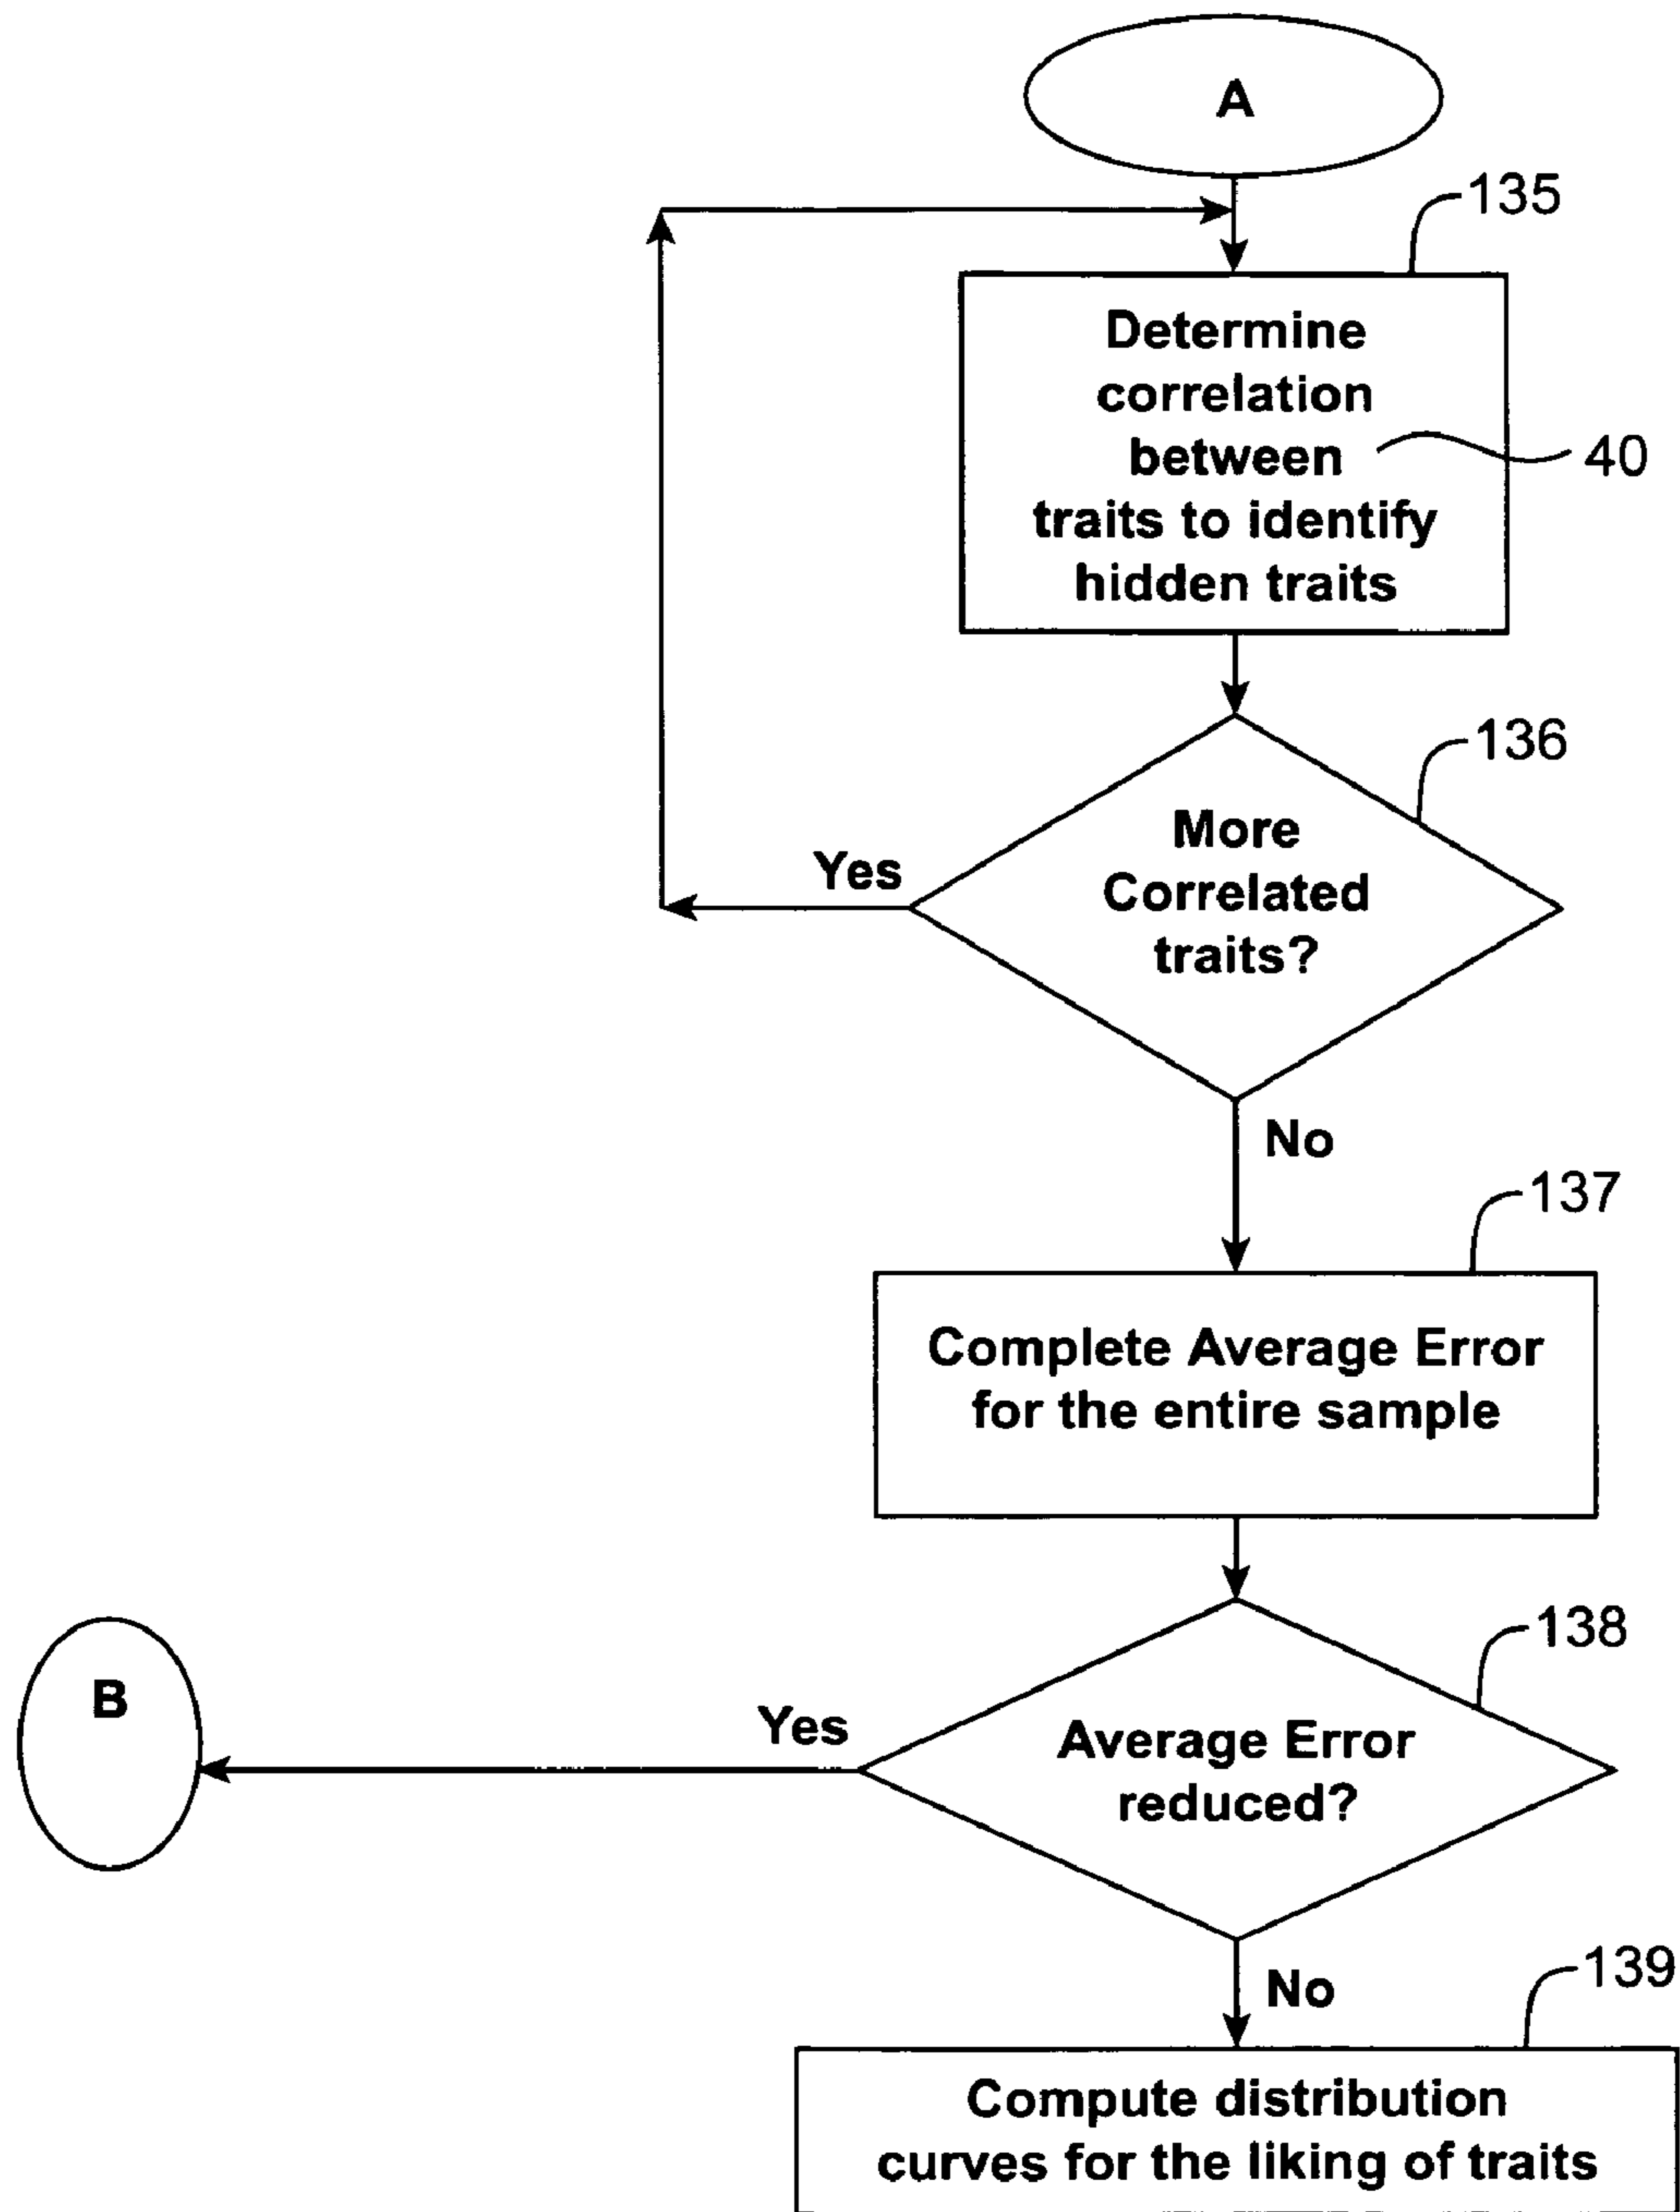 A
135
Determine
correlation
between
40
traits to identify
hidden traits
136
More
Correlated
traits?
Yes
No
137
Complete Average Error
for the entire sample
138
B
Yes
Average Error
reduced?
No
139
Compute distribution
curves for the liking of traits